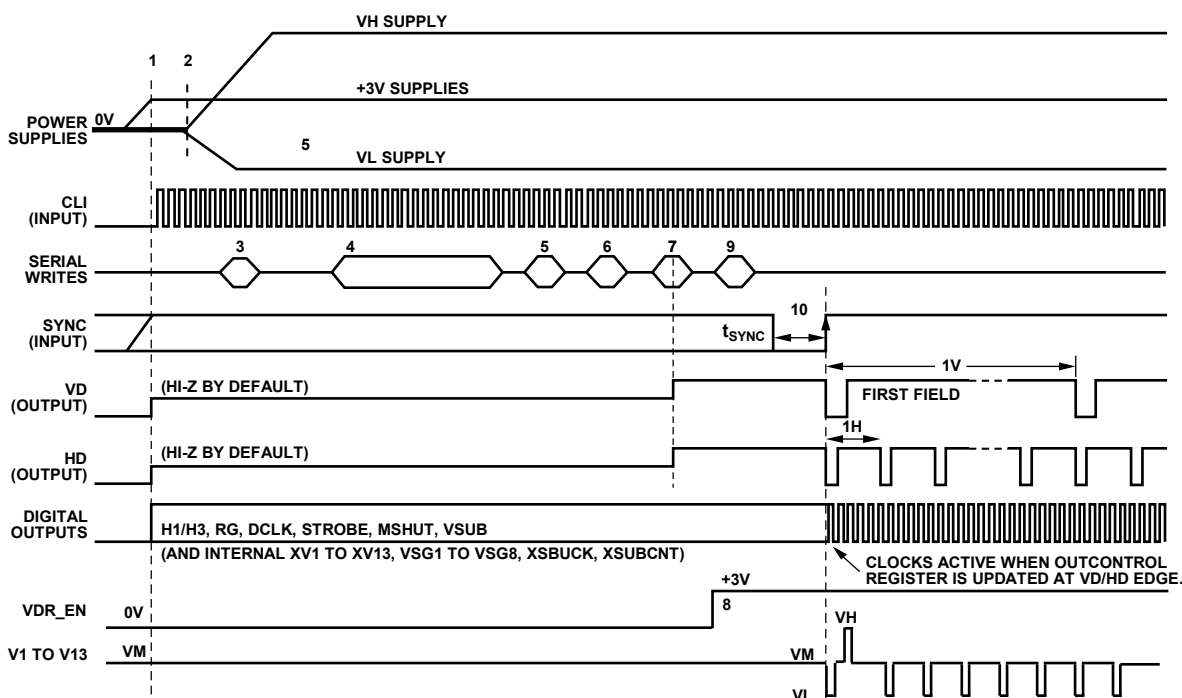 VH SUPPLY
1 2
+3V SUPPLIES
POWER
SUPPLIES
0V
5
VL SUPPLY
CLI
(INPUT)
SERIAL
WRITES
3 4 5 6 7 9
SYNC
(INPUT)
tSYNC
10
VD
(OUTPUT)
(HI-Z BY DEFAULT)
1V
FIRST FIELD
HD
(OUTPUT)
(HI-Z BY DEFAULT)
1H
DIGITAL
OUTPUTS
H1/H3, RG, DCLK, STROBE, MSHUT, VSUB
(AND INTERNAL XV1 TO XV13, VSG1 TO VSG8, XSBUCK, XSUBCNT)
CLOCKS ACTIVE WHEN OUTCONTROL
REGISTER IS UPDATED AT VD/HD EDGE.
VDR_EN
0V
+3V
8
V1 TO V13
VM
VM
VH
VL